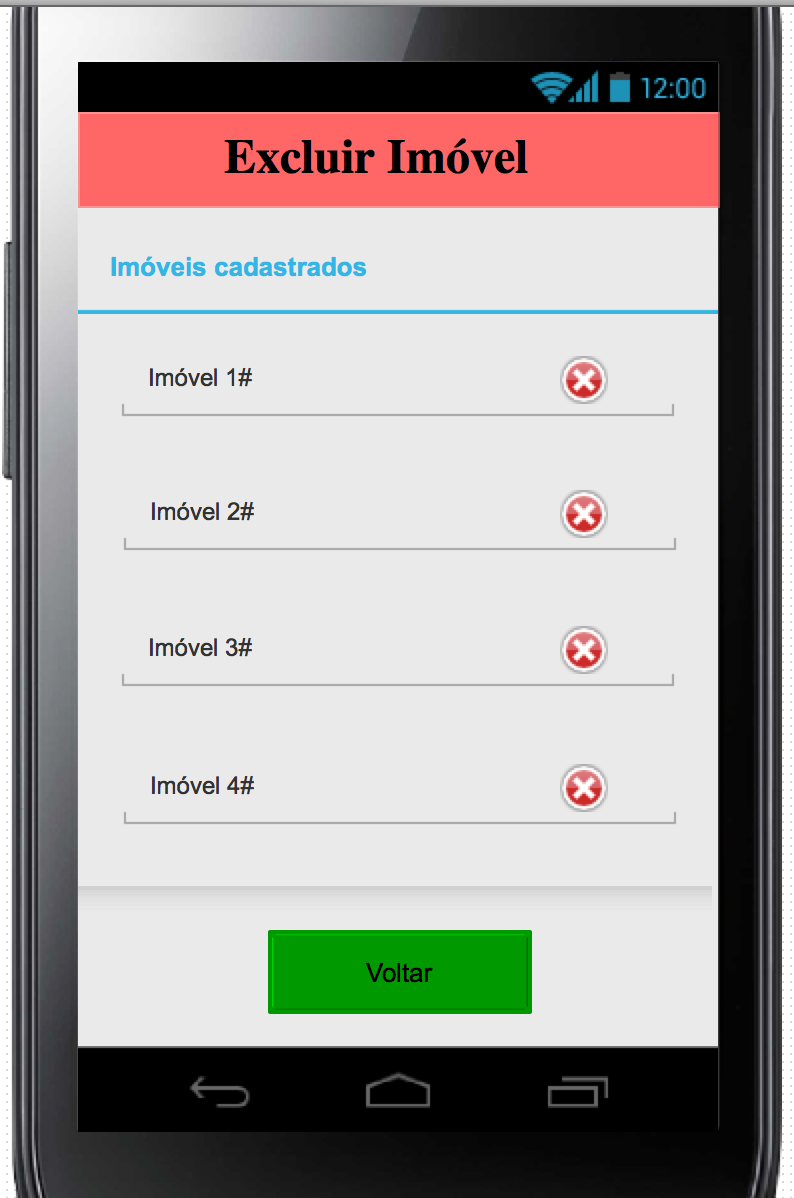 12:00
Excluir Imóvel
Imóveis cadastrados
Imóvel 1#
Imóvel 2#
Imóvel 3#
Imóvel 4#
Voltar